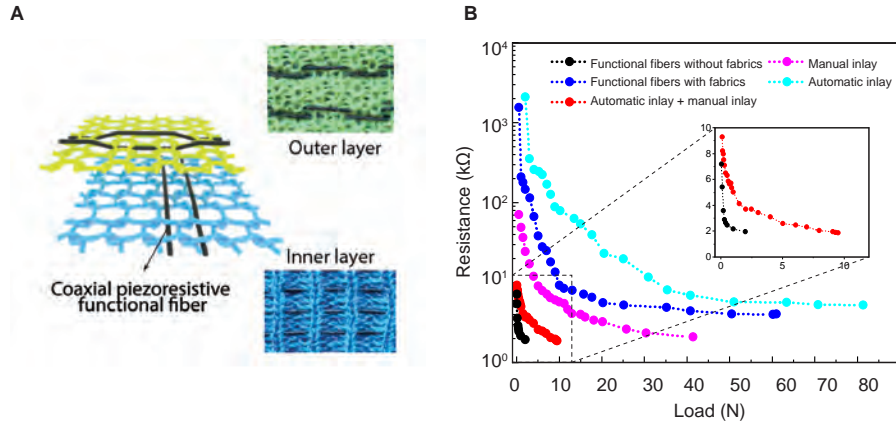 A
Outer layer
Inner layer
Coaxial piezoresistive
functional fiber
B
Resistance (kΩ)
10⁴
10³
10²
10¹
10⁰
Functional fibers without fabrics
Functional fibers with fabrics
Automatic inlay + manual inlay
Manual inlay
Automatic inlay
10
8
6
4
2
0
0 5 10
0 10 20 30 40 50 60 70 80
Load (N)